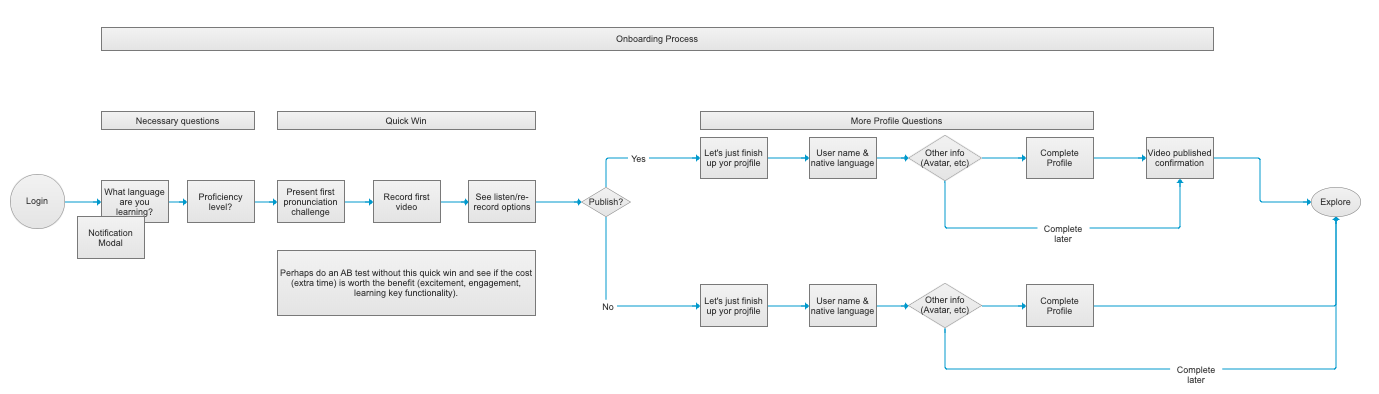 Onboarding Process
Necessary questions
Quick Win
More Profile Questions
Login
What language
are you
learning?
Notification
Modal
Proficiency
level?
Present first
pronunciation
challenge
Record first
video
See listen/re-
record options
Perhaps do an AB test without this quick win and see if the cost
(extra time) is worth the benefit (excitement, engagement,
learning key functionality).
Publish?
Yes
Let's just finish
up yor projfile
User name &
native language
Other info
(Avatar, etc)
Complete
Profile
Video published
confirmation
Complete
later
Explore
No
Let's just finish
up yor projfile
User name &
native language
Other info
(Avatar, etc)
Complete
Profile
Complete
later